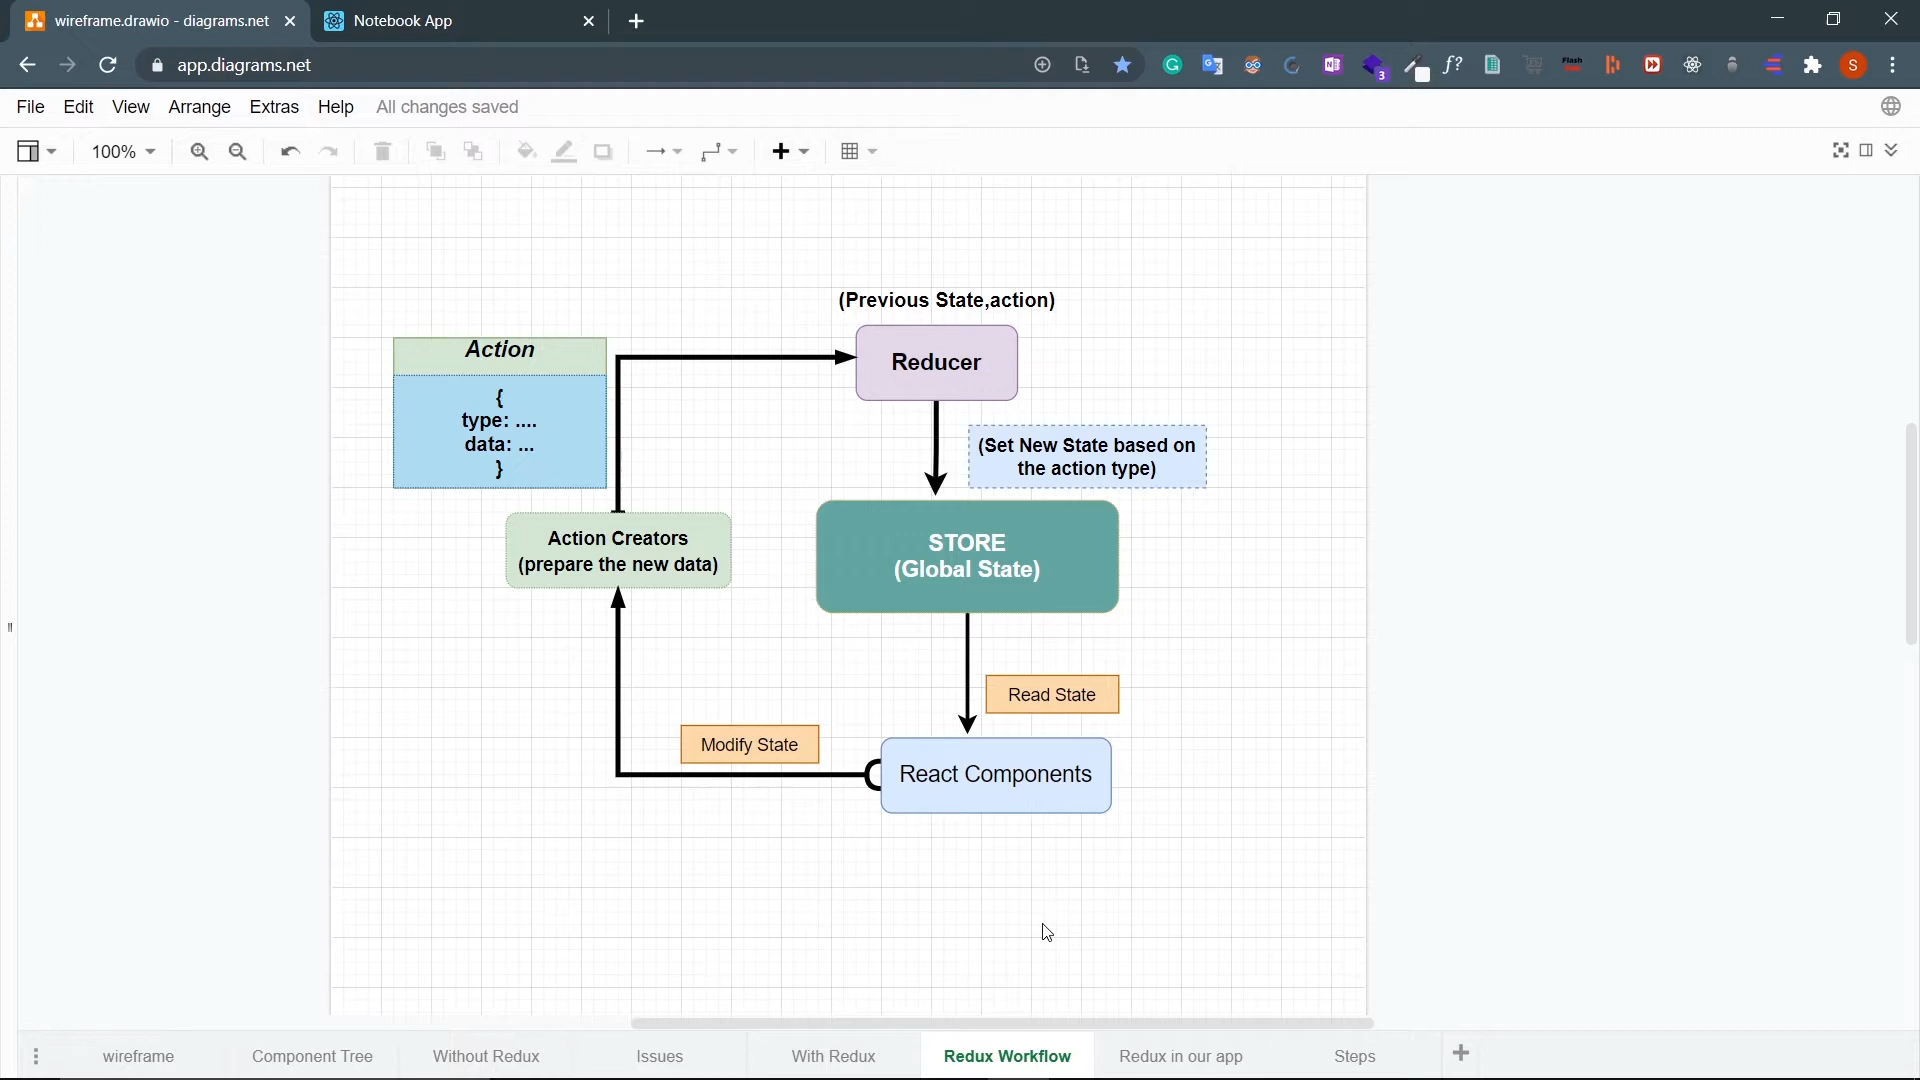 wireframe.drawio - diagrams.net
Notebook App
app.diagrams.net
3
f?
Flash
S
File Edit View Arrange Extras Help All changes saved
100%
(Previous State,action)
Action
Reducer
{
type: ....
data: ...
}
(Set New State based on
the action type)
Action Creators
(prepare the new data)
STORE
(Global State)
Read State
Modify State
React Components
wireframe Component Tree Without Redux Issues With Redux Redux Workflow Redux in our app Steps